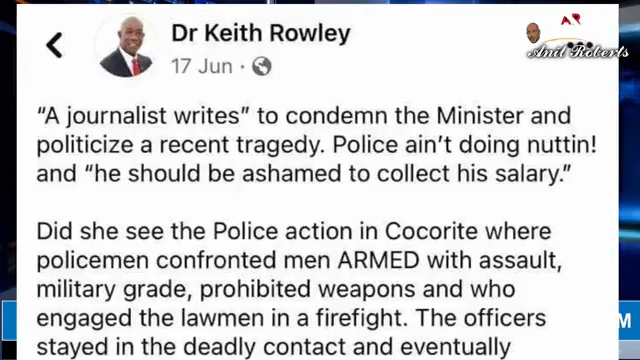 Dr Keith Rowley
17 Jun ·
AR
Anil Roberts
"A journalist writes" to condemn the Minister and
politicize a recent tragedy. Police ain't doing nuttin!
and "he should be ashamed to collect his salary."
Did she see the Police action in Cocorite where
policemen confronted men ARMED with assault,
military grade, prohibited weapons and who
engaged the lawmen in a firefight. The officers
stayed in the deadly contact and eventually
M